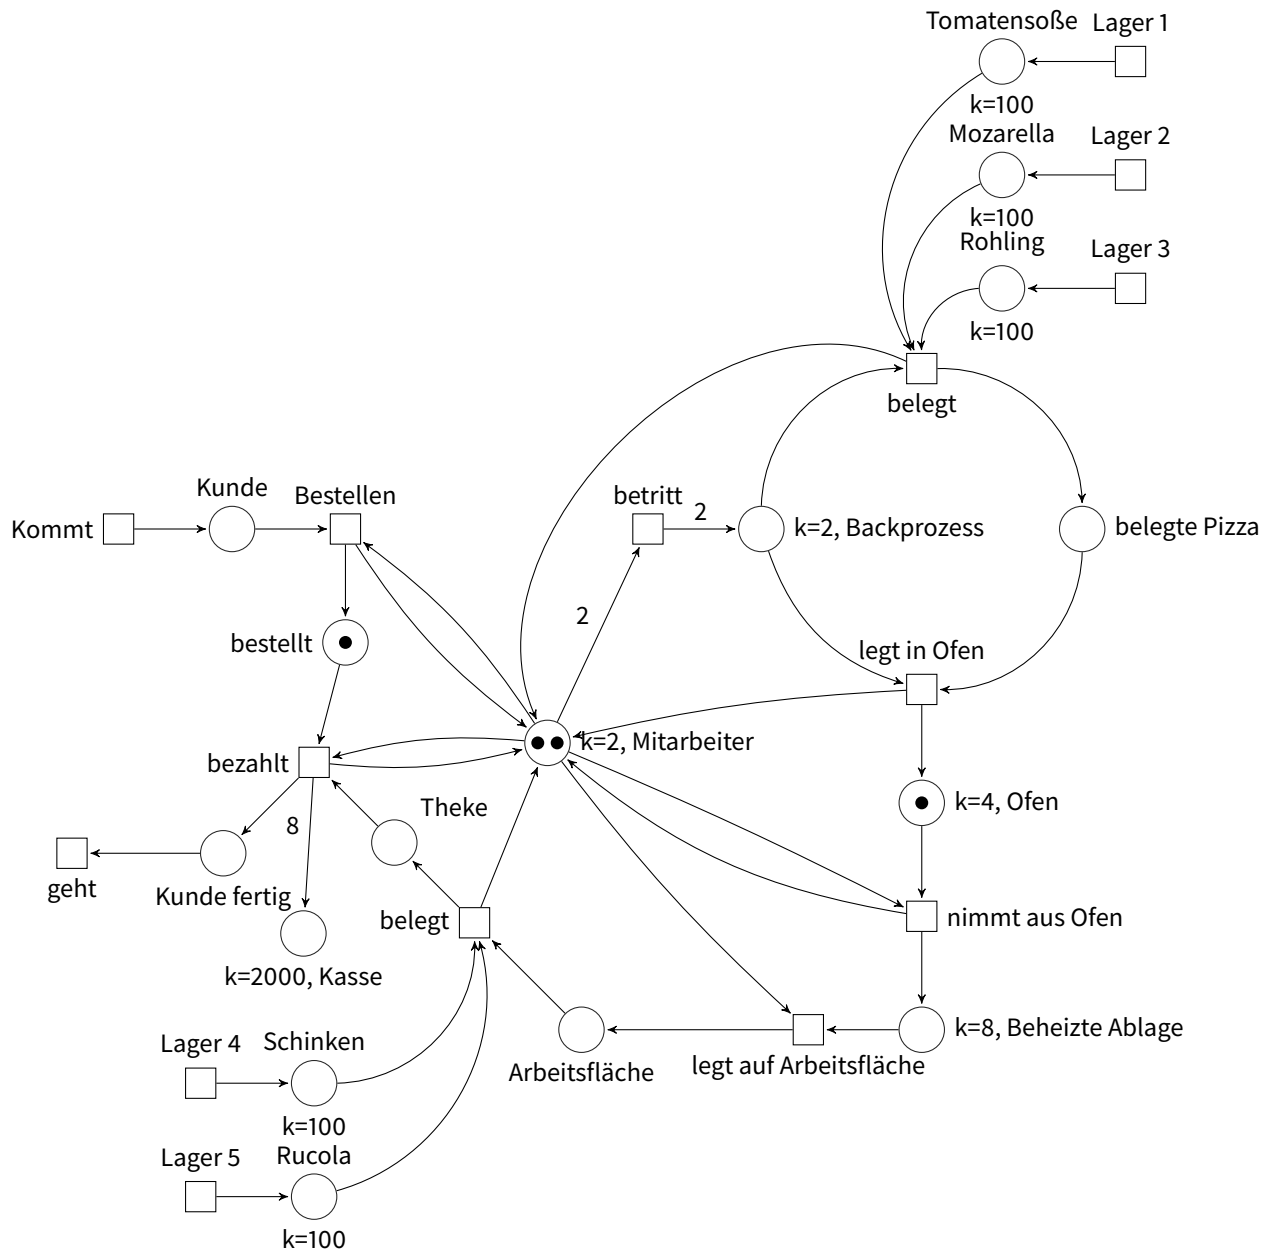 Tomatensoße
Lager 1
k=100
Mozarella
Lager 2
k=100
Rohling
Lager 3
k=100
belegt
Kunde
Bestellen
betritt
2
Kommt
k=2, Backprozess
belegte Pizza
2
bestellt
legt in Ofen
bezahlt
k=2, Mitarbeiter
8
Theke
k=4, Ofen
geht
Kunde fertig
belegt
nimmt aus Ofen
k=2000, Kasse
Lager 4
Schinken
k=8, Beheizte Ablage
Arbeitsfläche
legt auf Arbeitsfläche
k=100
Lager 5
Rucola
k=100